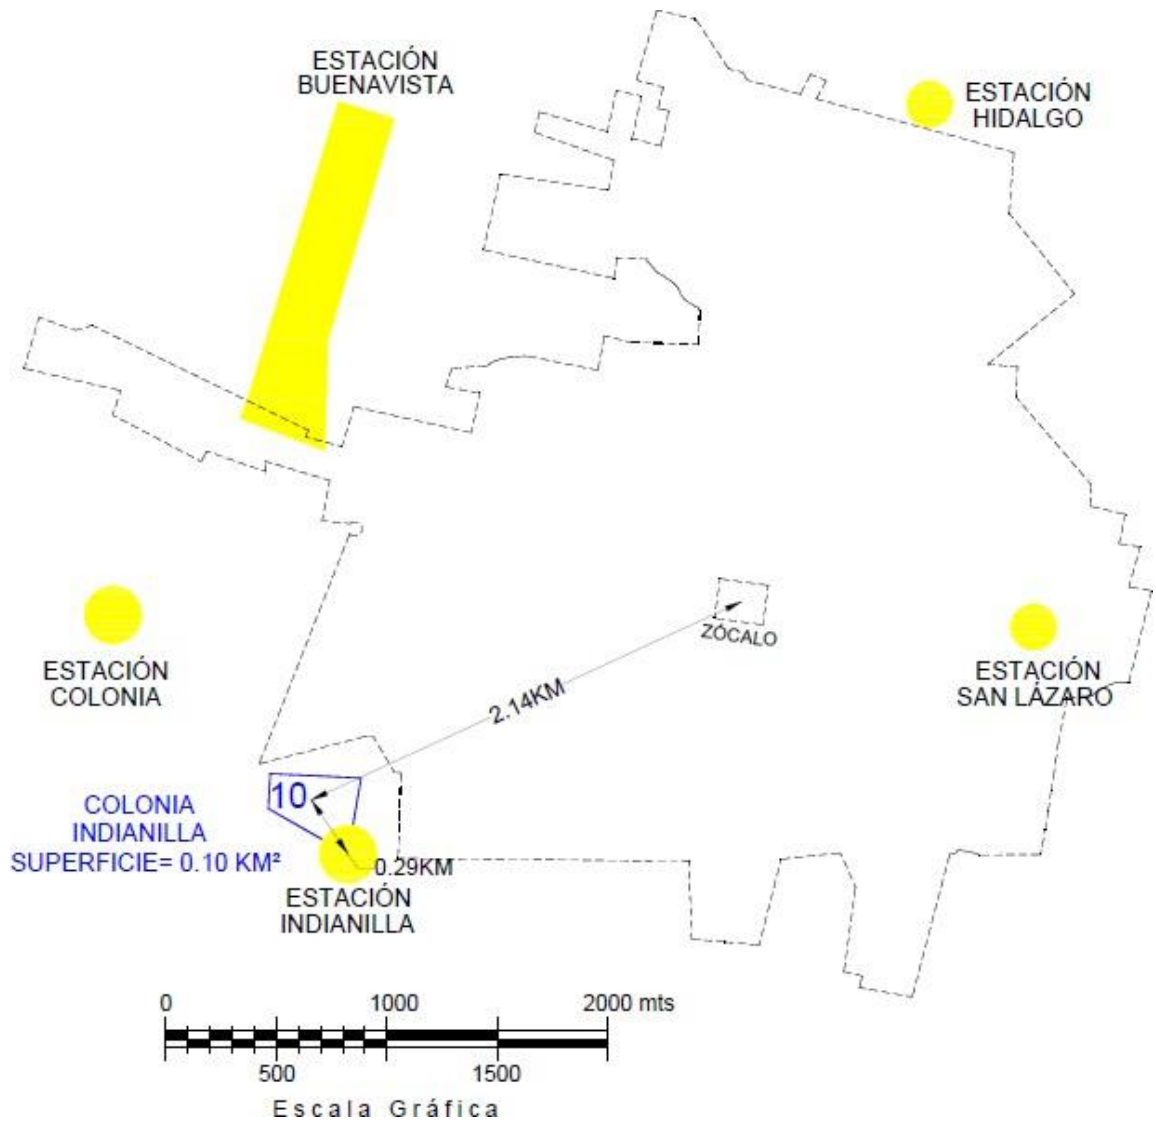 ESTACIÓN
BUENAVISTA
ESTACIÓN
HIDALGO
ZÓCALO
ESTACIÓN
COLONIA
ESTACIÓN
SAN LÁZARO
2.14KM
10
COLONIA
INDIANILLA
SUPERFICIE= 0.10 KM²
0.29KM
ESTACIÓN
INDIANILLA
0 1000 2000 mts
500 1500
Escala Gráfica